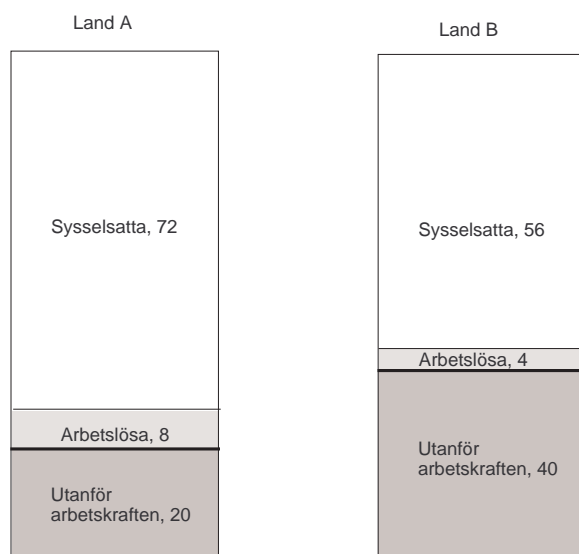 Land A
Sysselsatta, 72
Arbetslösa, 8
Utanför
arbetskraften, 20
Land B
Sysselsatta, 56
Arbetslösa, 4
Utanför
arbetskraften, 40